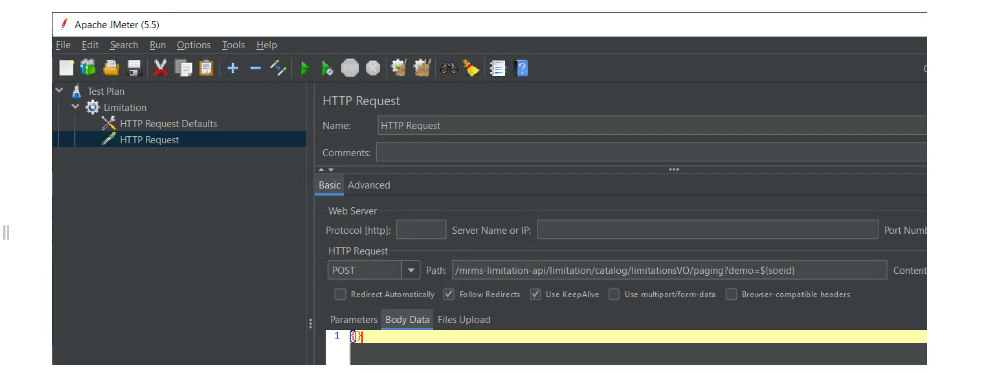 Apache JMeter (5.5)
File Edit Search Run Options Tools Help
Test Plan
Limitation
HTTP Request Defaults
HTTP Request
HTTP Request
Name: HTTP Request
Comments:
Basic Advanced
Web Server
Protocol [http]: Server Name or IP: Port Numb
HTTP Request
POST Path: /mrms-limitation-api/limitation/catalog/limitationsVO/paging?demo=${soeid} Content
Redirect Automatically Follow Redirects Use KeepAlive Use multipart/form-data Browser-compatible headers
Parameters Body Data Files Upload
1 {}